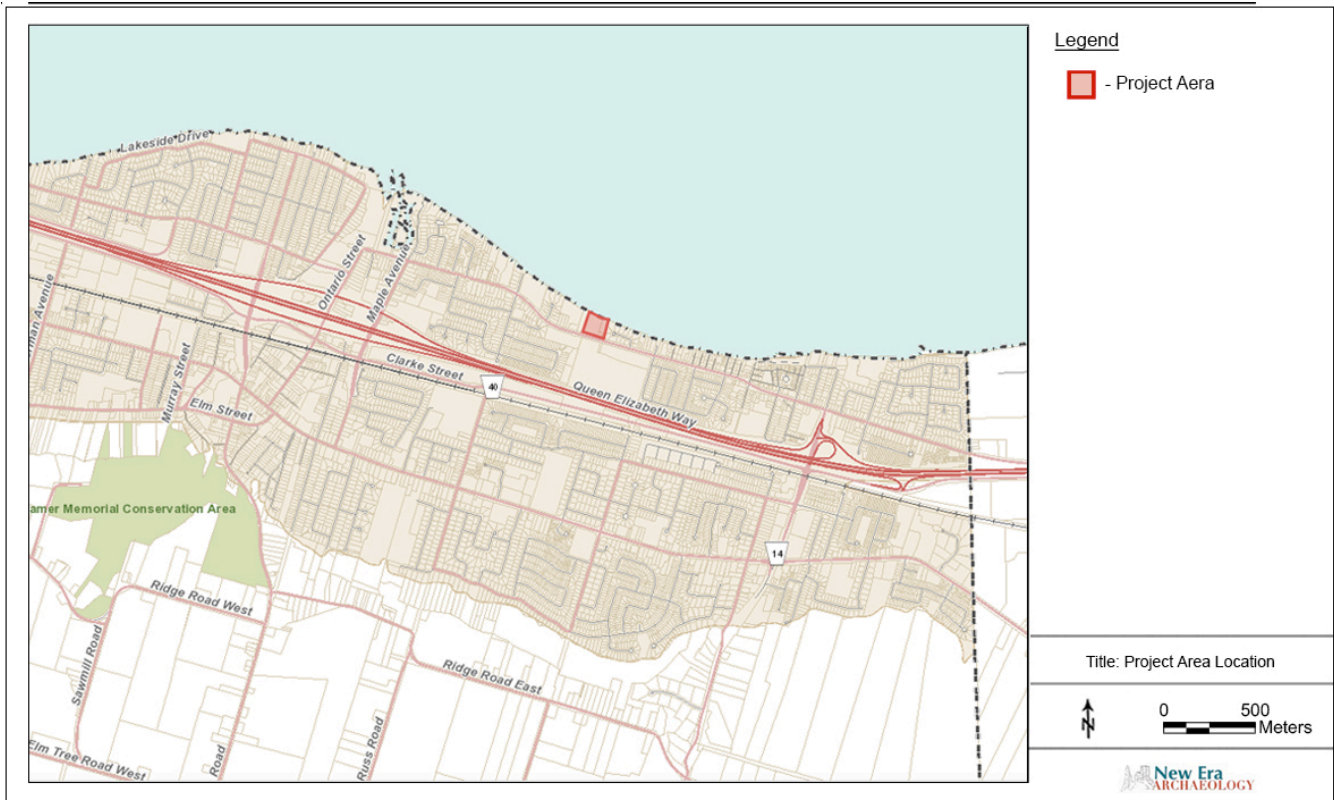 Legend
- Project Aera
Lakeside Drive
Ontario Street
Maple Avenue
rman Avenue
Murray Street
Clarke Street
40
Queen Elizabeth Way
Elm Street
amer Memorial Conservation Area
14
Ridge Road West
Sawmill Road
Ridge Road East
Elm Tree Road West
Road
Russ Road
Title: Project Area Location
N
0 500
Meters
New Era
ARCHAEOLOGY